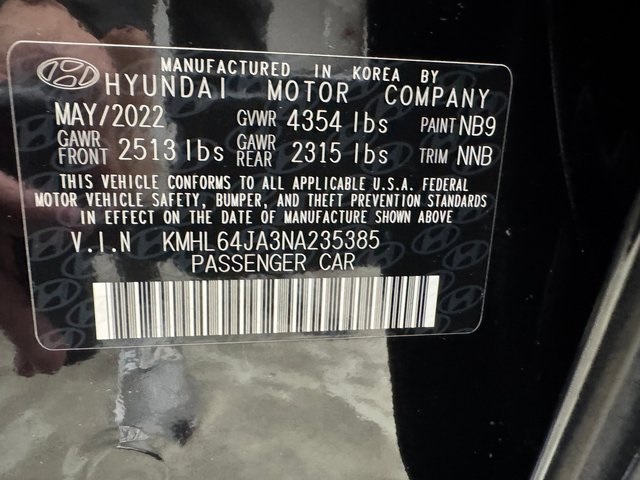 MANUFACTURED IN KOREA BY
HYUNDAI MOTOR COMPANY
MAY/2022 GVWR 4354 lbs PAINT NB9
GAWR FRONT 2513 lbs GAWR REAR 2315 lbs TRIM NNB
THIS VEHICLE CONFORMS TO ALL APPLICABLE U.S.A. FEDERAL
MOTOR VEHICLE SAFETY, BUMPER, AND THEFT PREVENTION STANDARDS
IN EFFECT ON THE DATE OF MANUFACTURE SHOWN ABOVE
V.I.N KMHL64JA3NA235385
PASSENGER CAR